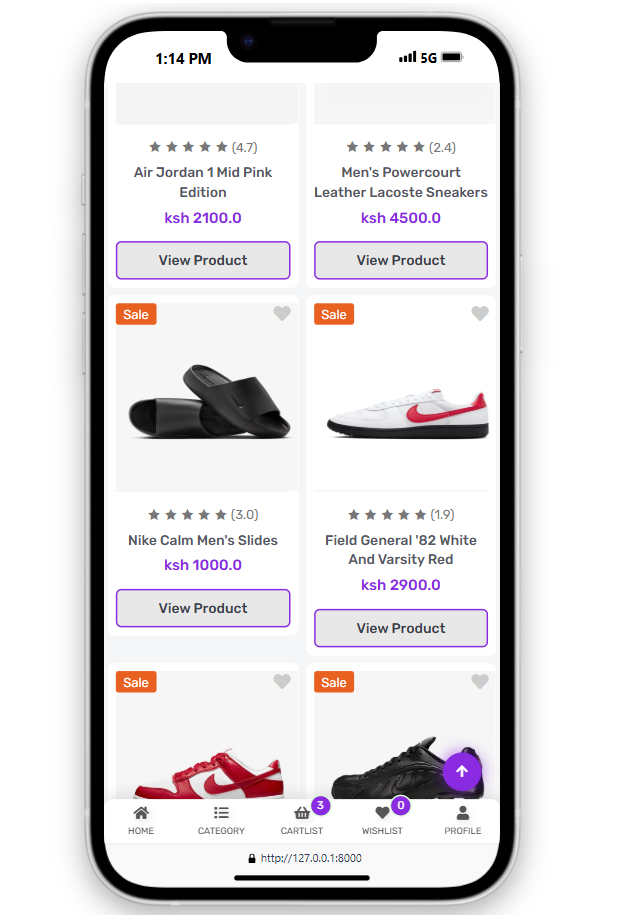 1:14 PM 5G
(4.7)
Air Jordan 1 Mid Pink
Edition
ksh 2100.0
View Product
(2.4)
Men's Powercourt
Leather Lacoste Sneakers
ksh 4500.0
View Product
Sale
(3.0)
Nike Calm Men's Slides
ksh 1000.0
View Product
Sale
(1.9)
Field General '82 White
And Varsity Red
ksh 2900.0
View Product
Sale
Sale
HOME
CATEGORY
3
CARTLIST
0
WISHLIST
PROFILE
http://127.0.0.1:8000